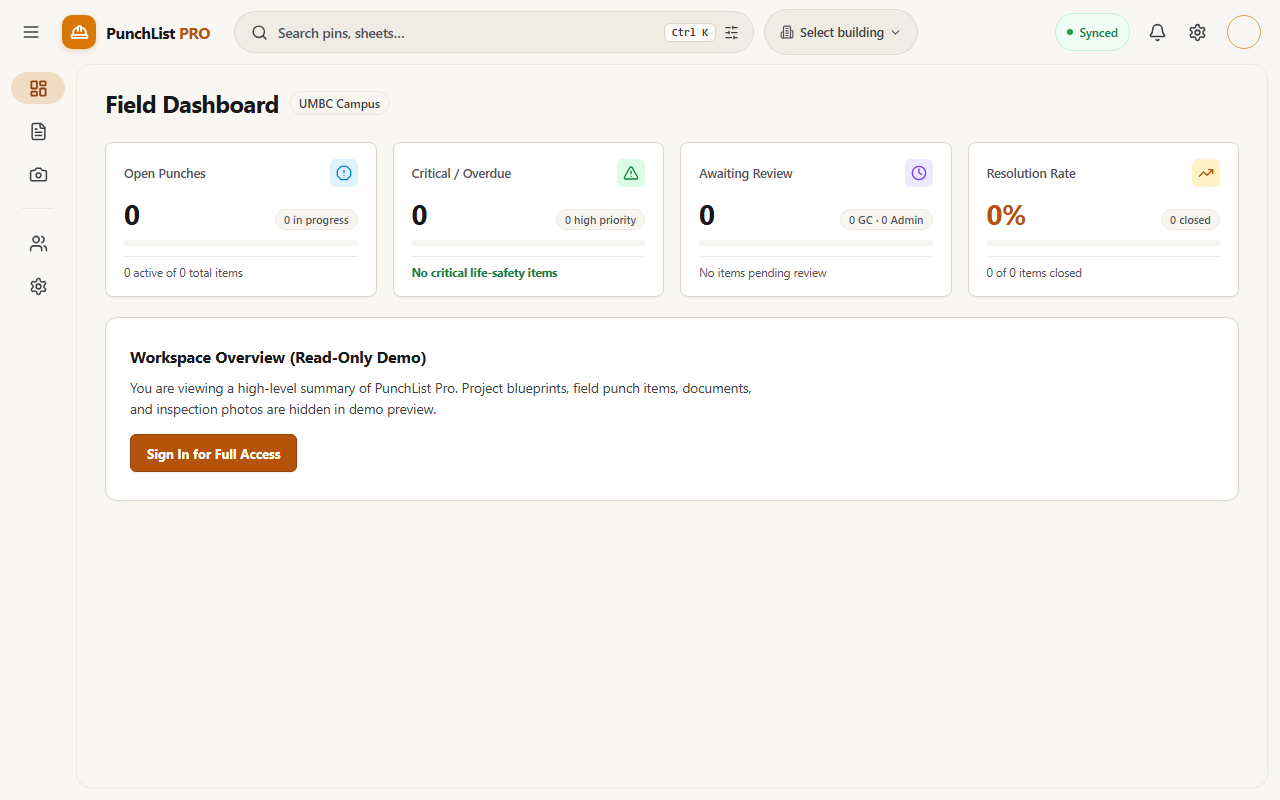 PunchList PRO
Search pins, sheets...
Ctrl K
Select building
Synced
Field Dashboard
UMBC Campus
Open Punches
0
0 in progress
0 active of 0 total items
Critical / Overdue
0
0 high priority
No critical life-safety items
Awaiting Review
0
0 GC · 0 Admin
No items pending review
Resolution Rate
0%
0 closed
0 of 0 items closed
Workspace Overview (Read-Only Demo)
You are viewing a high-level summary of PunchList Pro. Project blueprints, field punch items, documents,
and inspection photos are hidden in demo preview.
Sign In for Full Access